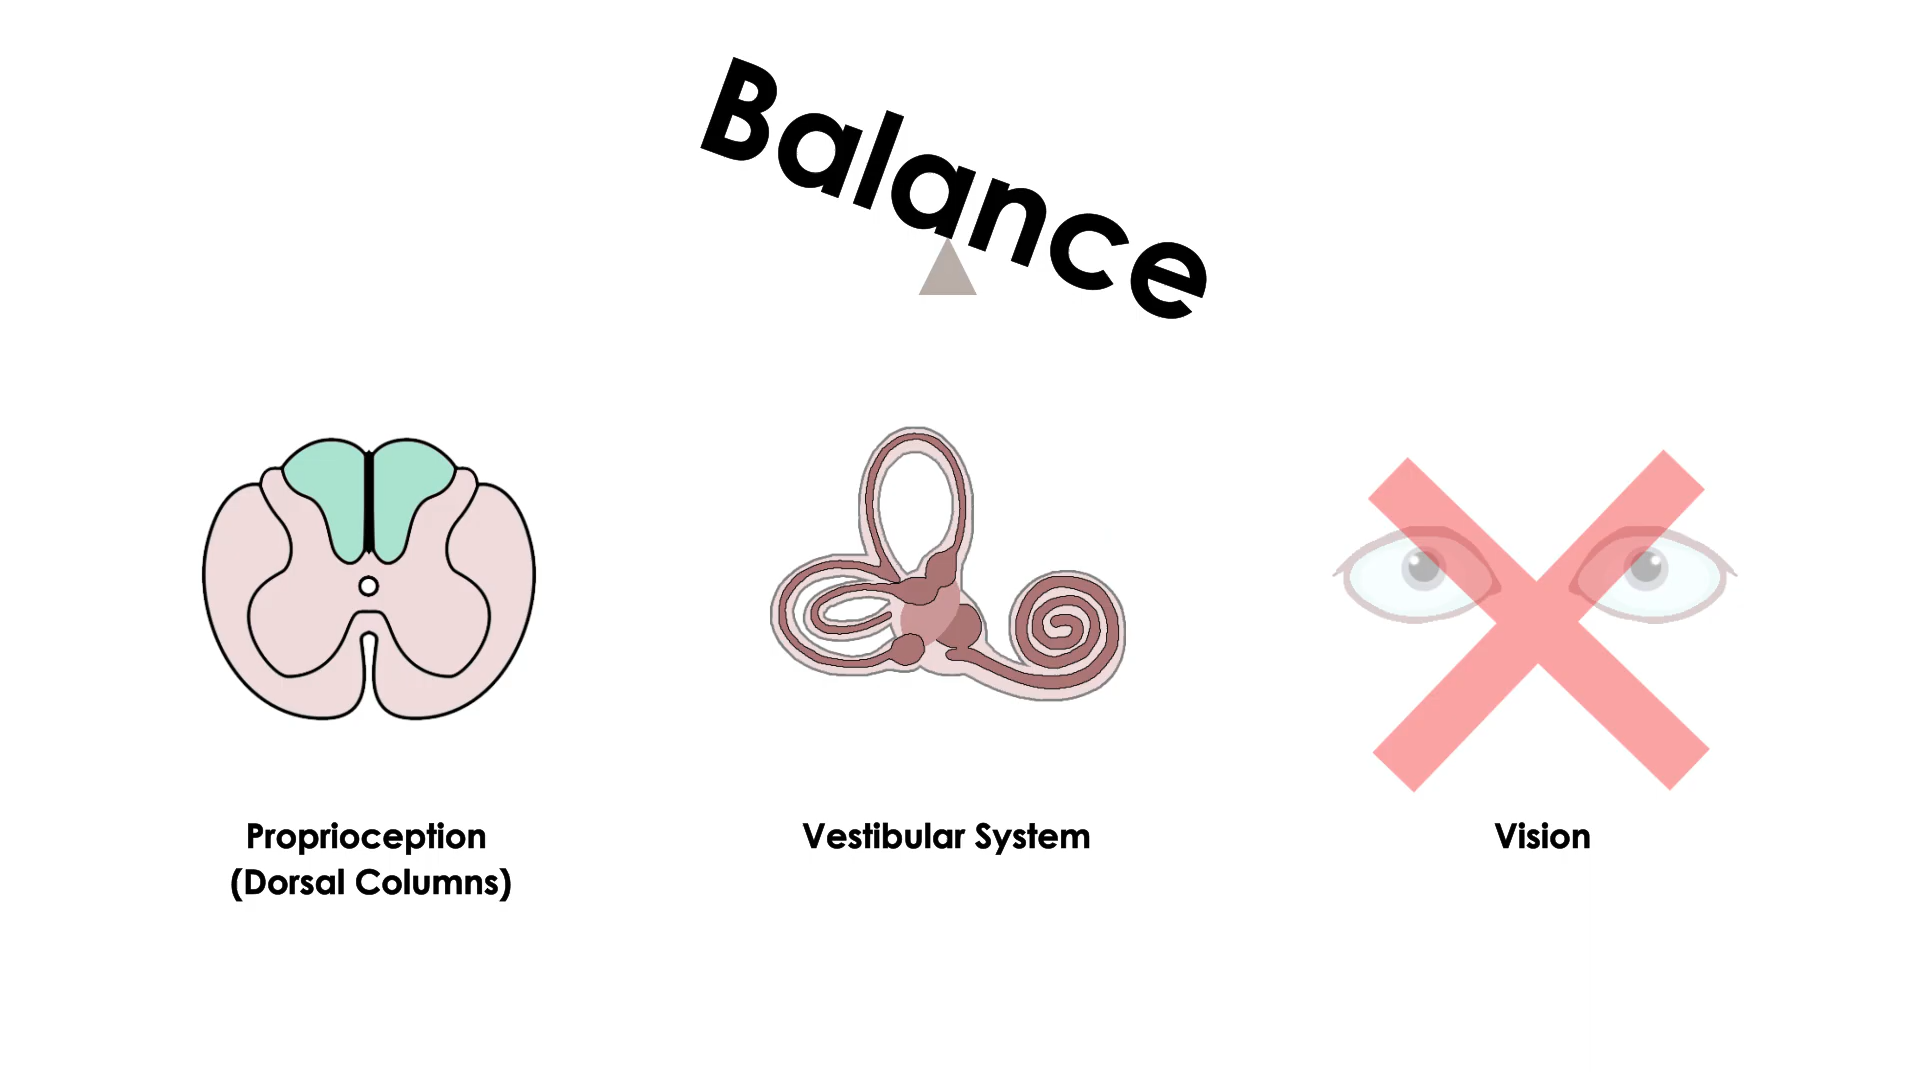 Balance
Proprioception
(Dorsal Columns)
Vestibular System
Vision